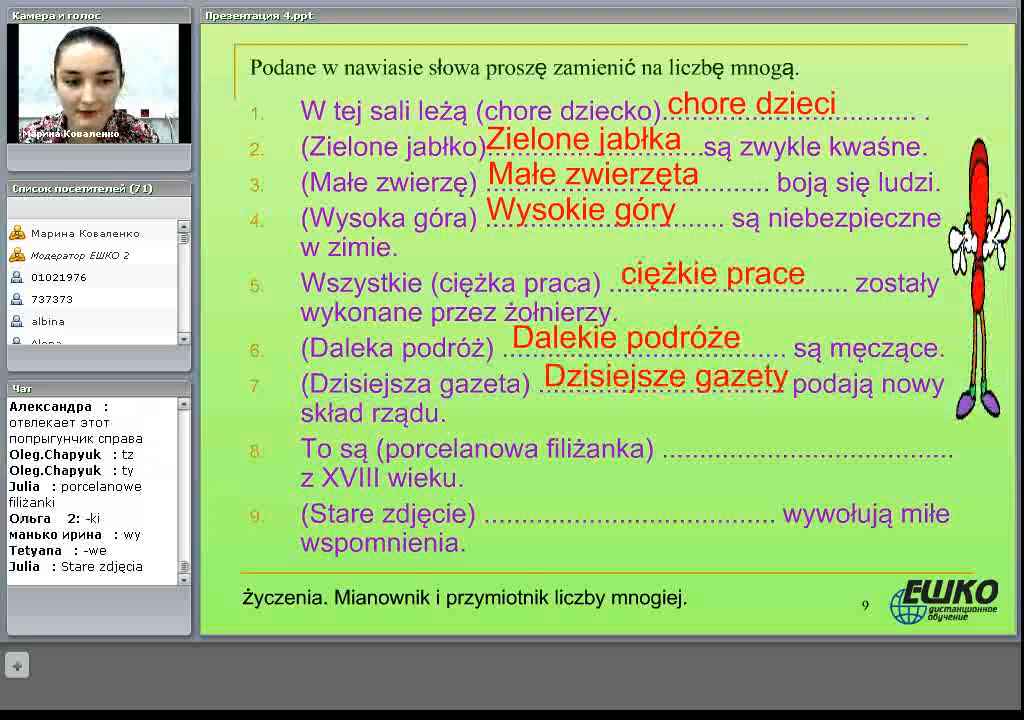 Камера и голос
Марина Коваленко
Список посетителей (71)
Марина Коваленко
Модератор ЕШКО 2
01021976
737373
albina
Alena
Чат
Александра :
отвлекает этот
попрыгунчик справа
Oleg.Chapyuk : tz
Oleg.Chapyuk : ty
Julia : porcelanowe
filiżanki
Ольга 2: -ki
манько ирина : wy
Tetyana : -we
Julia : Stare zdjęcia
Презентация 4.ppt
Podane w nawiasie słowa proszę zamienić na liczbę mnogą.
1. W tej sali leżą (chore dziecko) chore dzieci .
2. (Zielone jabłko) Zielone jabłka są zwykle kwaśne.
3. (Małe zwierzę) Małe zwierzęta boją się ludzi.
4. (Wysoka góra) Wysokie góry są niebezpieczne
w zimie.
5. Wszystkie (ciężka praca) ciężkie prace zostały
wykonane przez żołnierzy.
6. (Daleka podróż) Dalekie podróże są męczące.
7. (Dzisiejsza gazeta) Dzisiejsze gazety podają nowy
skład rządu.
8. To są (porcelanowa filiżanka) ....................................
z XVIII wieku.
9. (Stare zdjęcie) ....................................... wywołują miłe
wspomnienia.
życzenia. Mianownik i przymiotnik liczby mnogiej.
9
ЕШКО
дистанционное
обучение